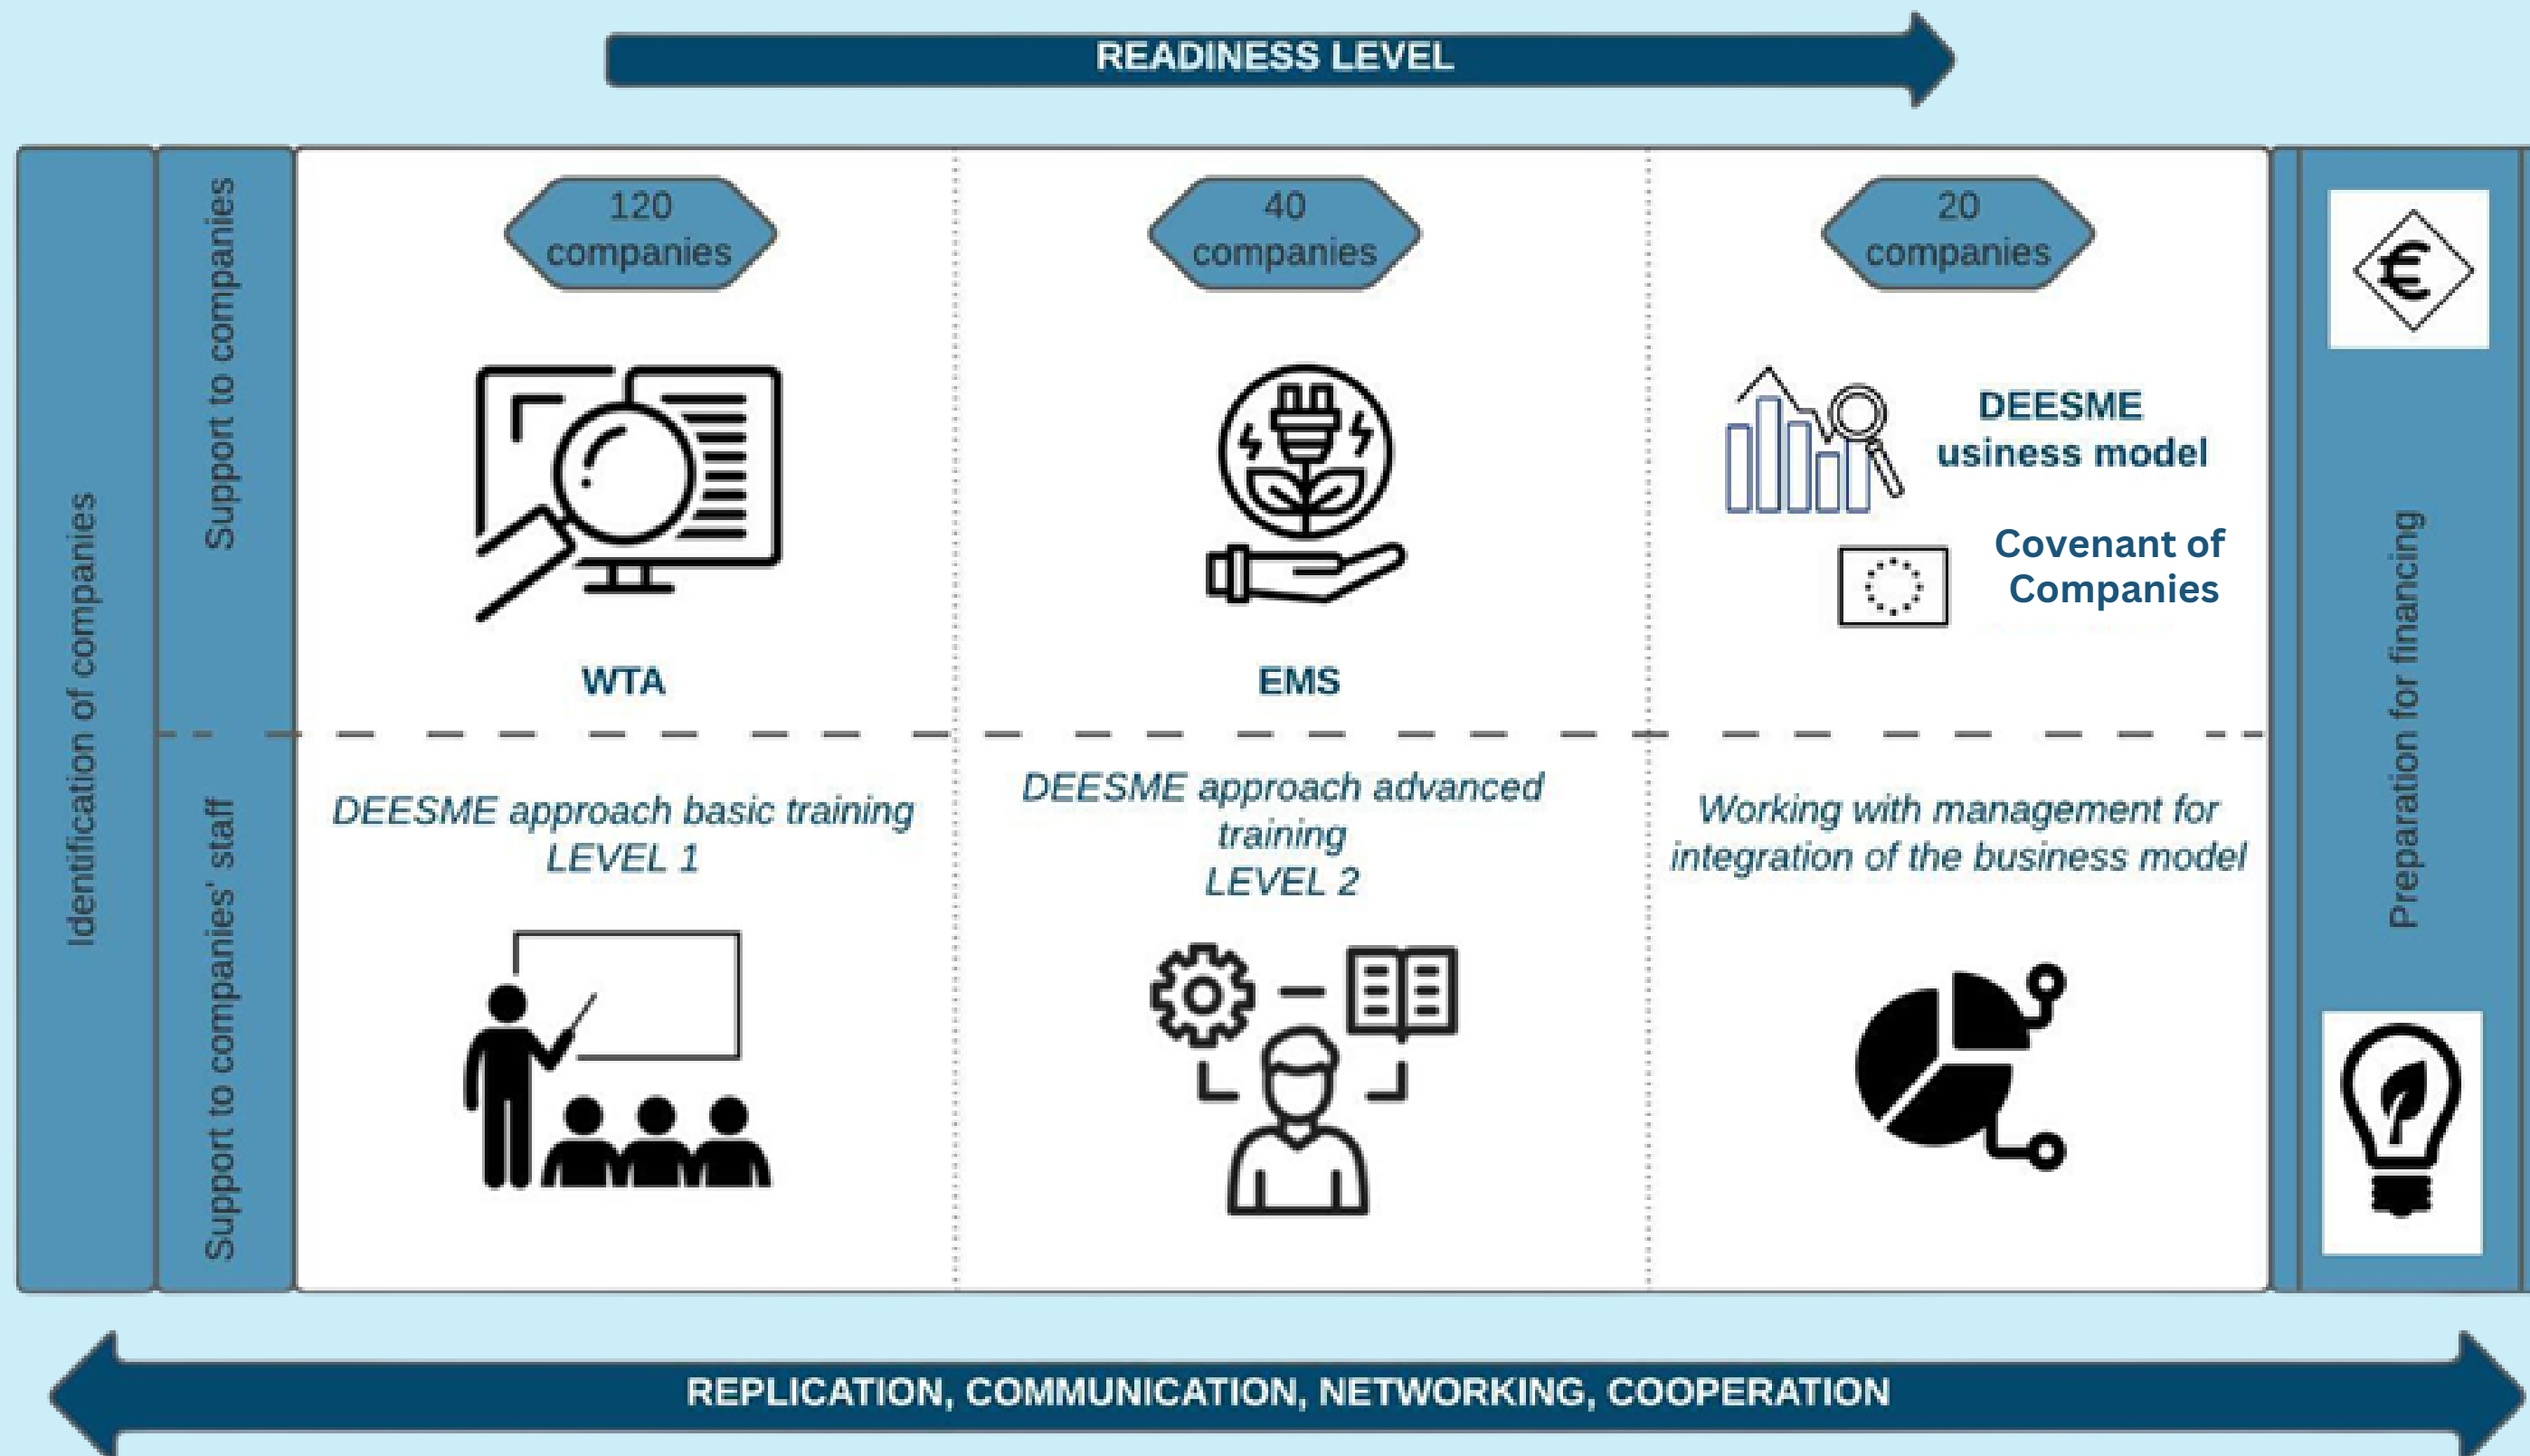 READINESS LEVEL
Identification of companies
Support to companies
120
companies
40
companies
20
companies
€
WTA
EMS
DEESME
usiness model
Covenant of
Companies
Support to companies' staff
DEESME approach basic training
LEVEL 1
DEESME approach advanced
training
LEVEL 2
Working with management for
integration of the business model
Preparation for financing
REPLICATION, COMMUNICATION, NETWORKING, COOPERATION